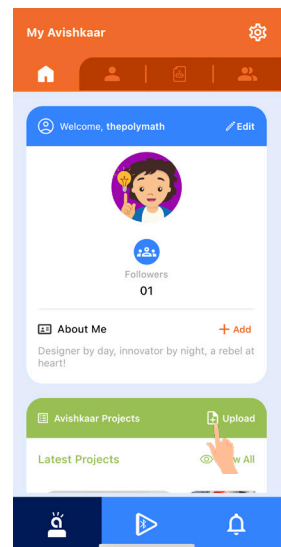 My Avishkaar
Welcome, thepolymath
Edit
Followers
01
About Me
Add
Designer by day, innovator by night, a rebel at
heart!
Avishkaar Projects
Upload
Latest Projects
All